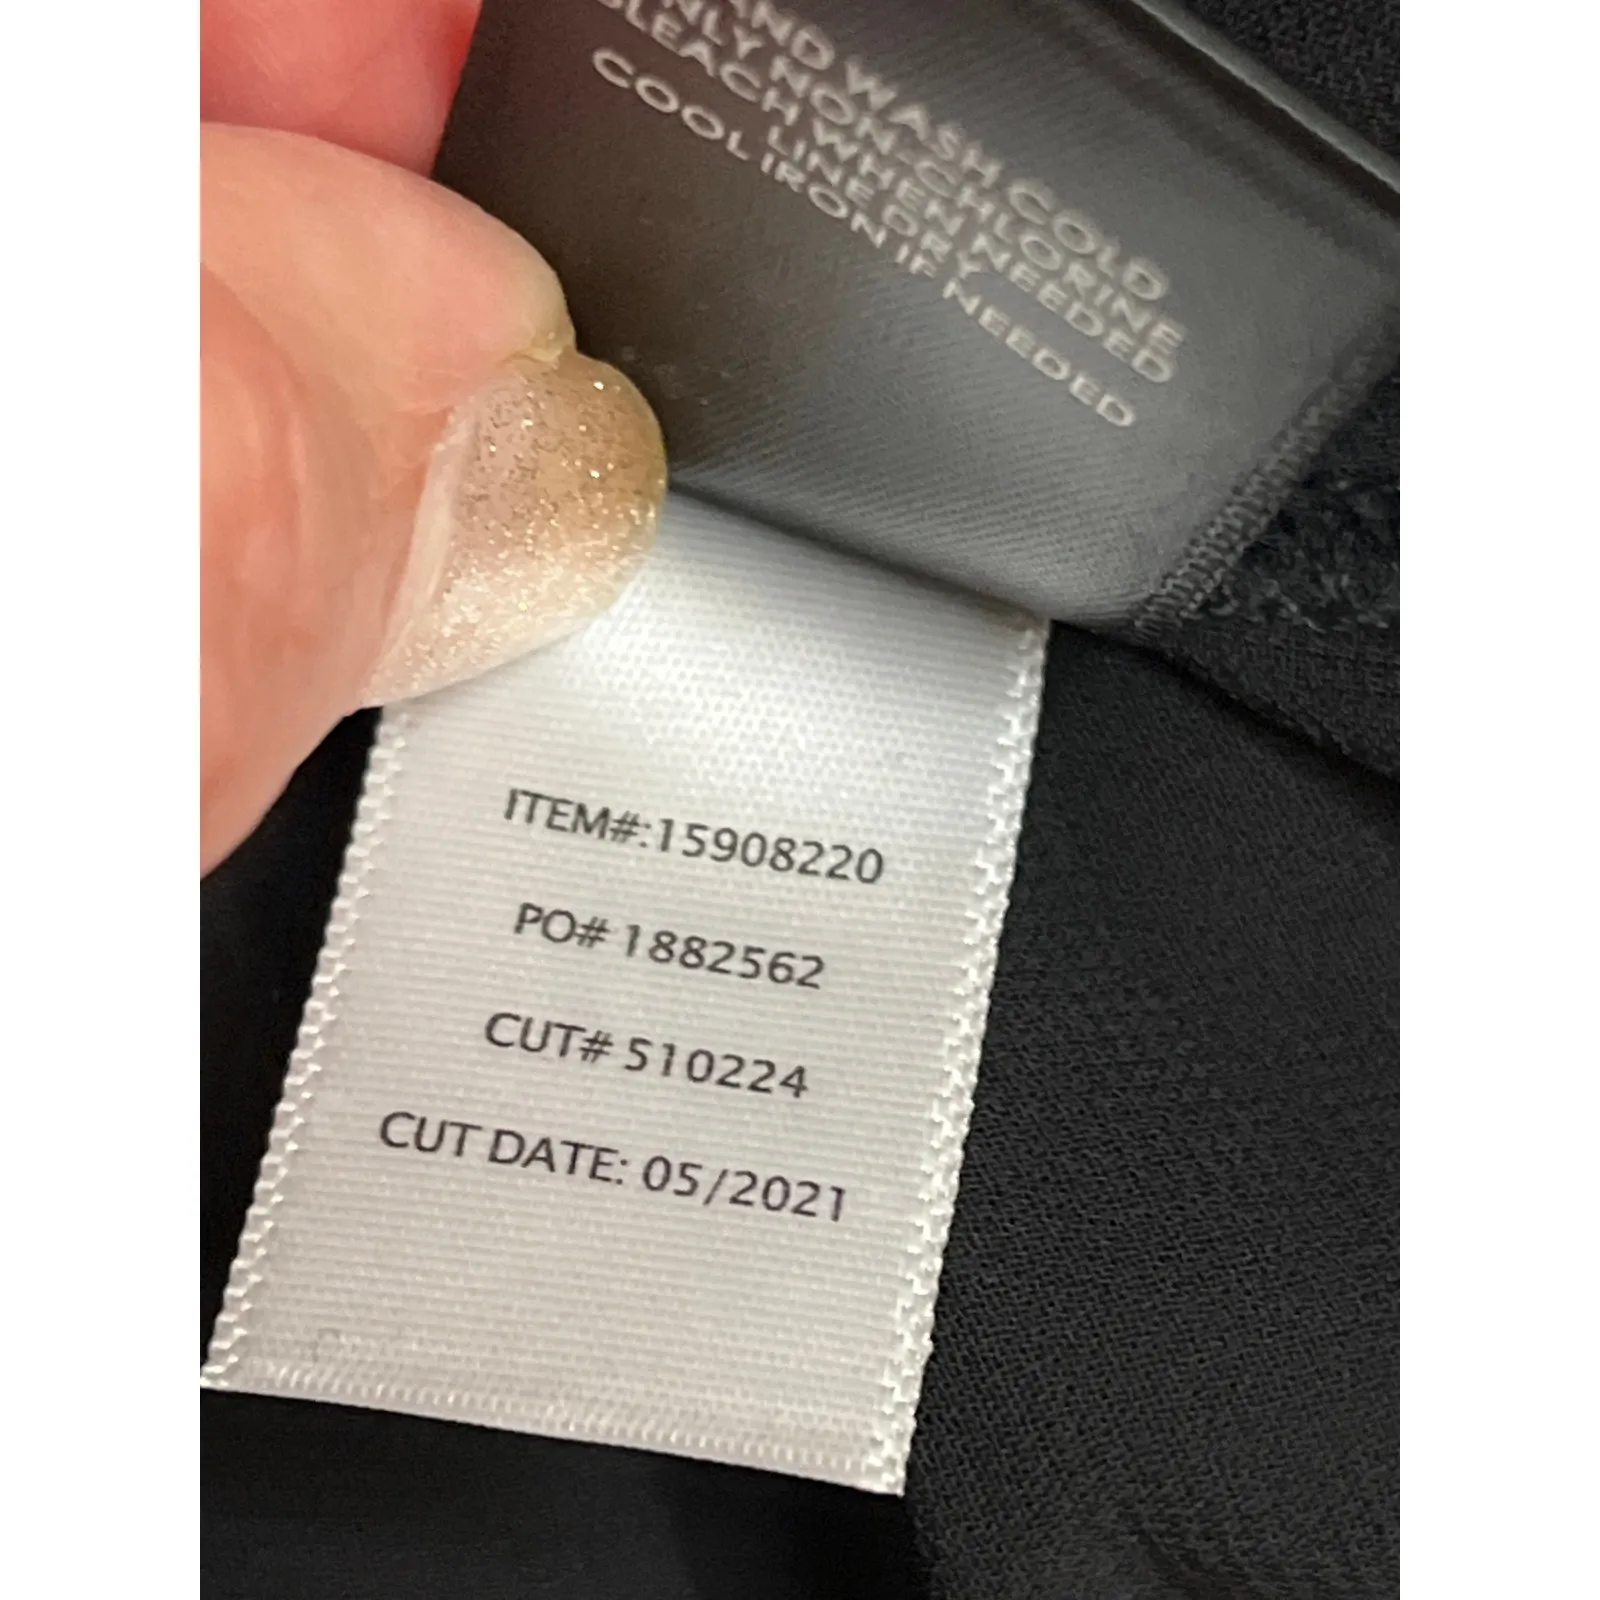 HAND WASH COLD
ONLY NON-CHLORINE
BLEACH WHEN NEEDED
LINE DRY
COOL IRON IF NEEDED
ITEM#:15908220
PO# 1882562
CUT# 510224
CUT DATE: 05/2021